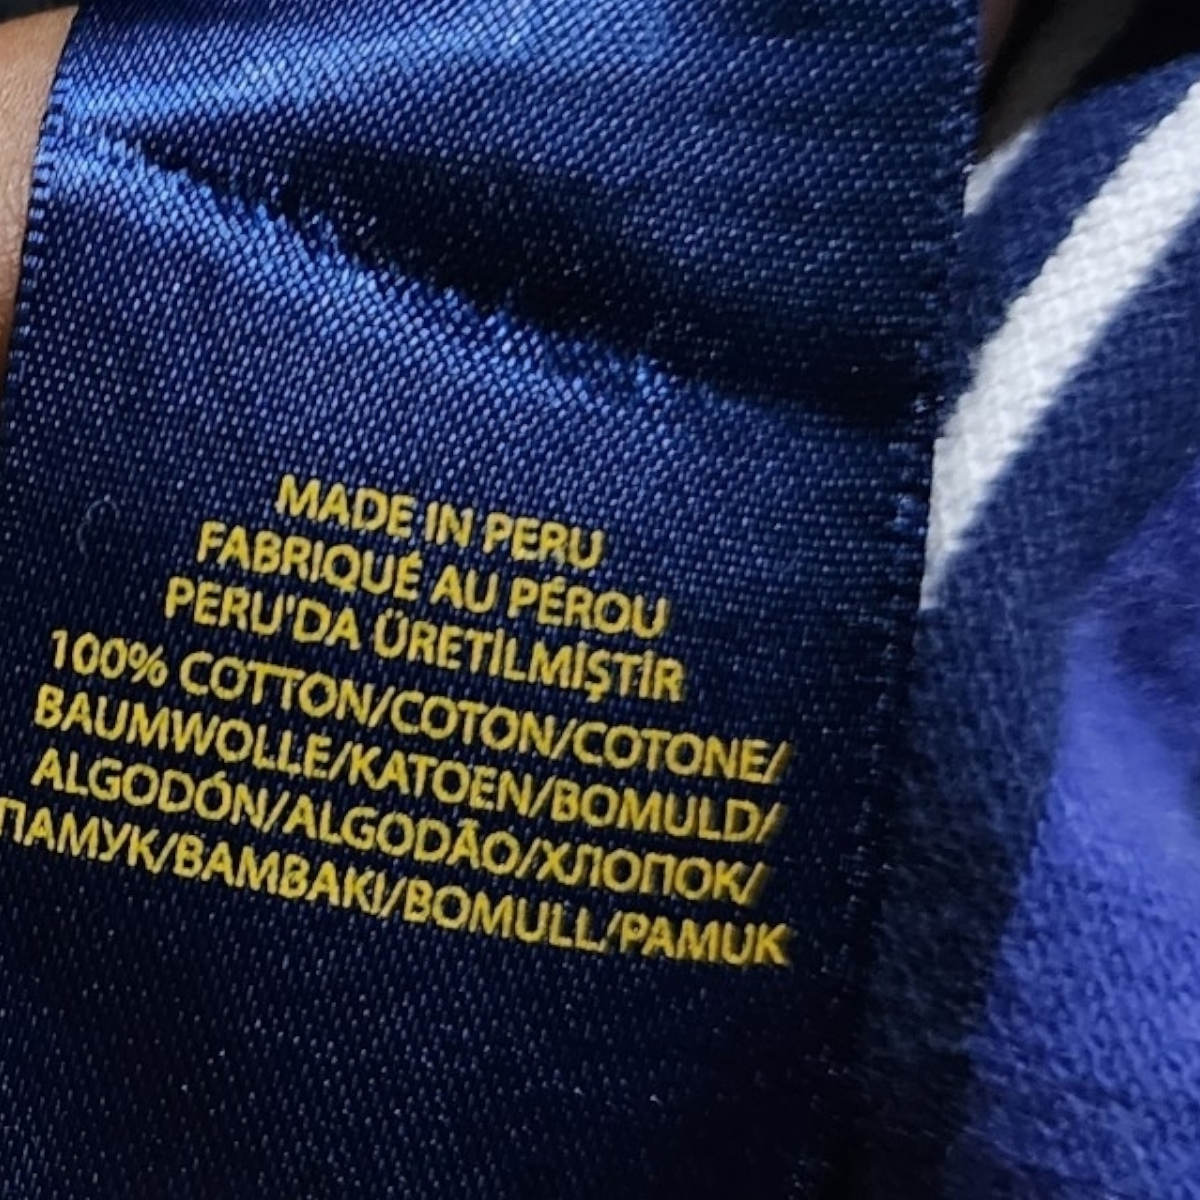 MADE IN PERU
FABRIQUÉ AU PÉROU
PERU'DA ÜRETİLMİŞTİR
100% COTTON/COTON/COTONE/
BAUMWOLLE/KATOEN/BOMULD/
ALGODÓN/ALGODÃO/ХЛОПОК/
ПАМУК/BAMBAKI/BOMULL/PAMUK